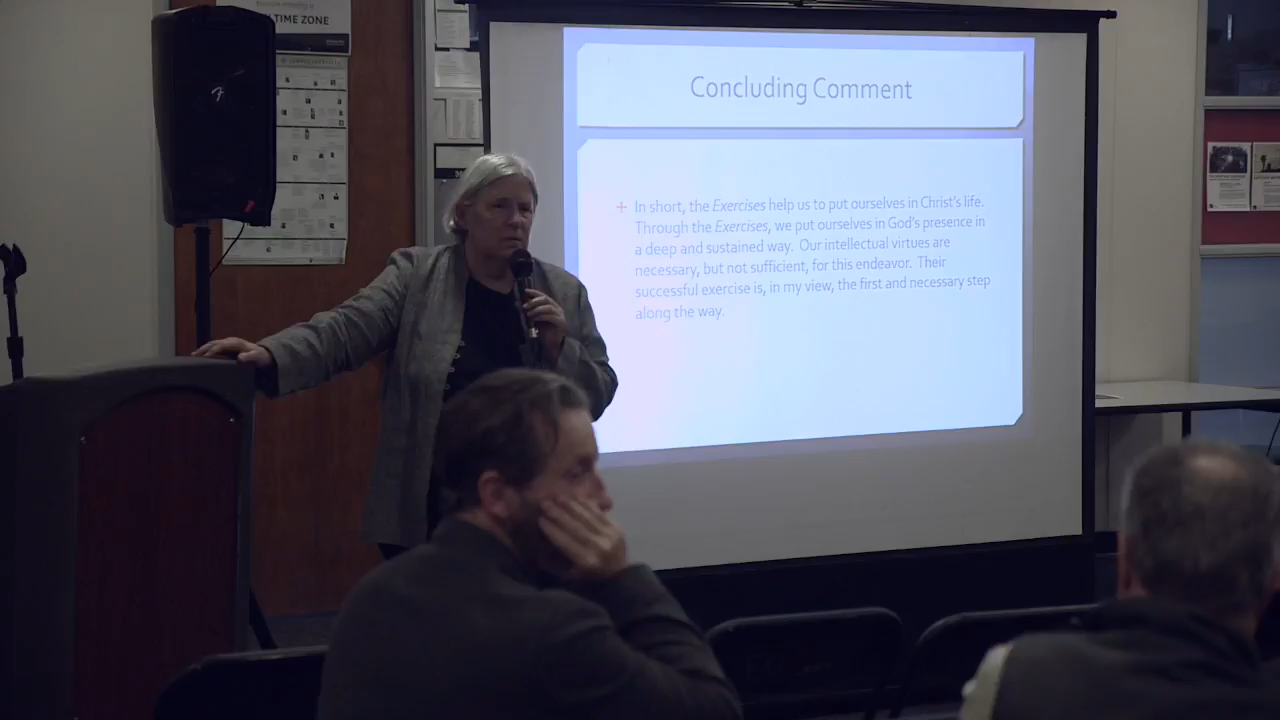 TIME ZONE
Concluding Comment
In short, the Exercises help us to put ourselves in Christ's life.
Through the Exercises, we put ourselves in God's presence in
a deep and sustained way. Our intellectual virtues are
necessary, but not sufficient, for this endeavor. Their
successful exercise is, in my view, the first and necessary step
along the way.